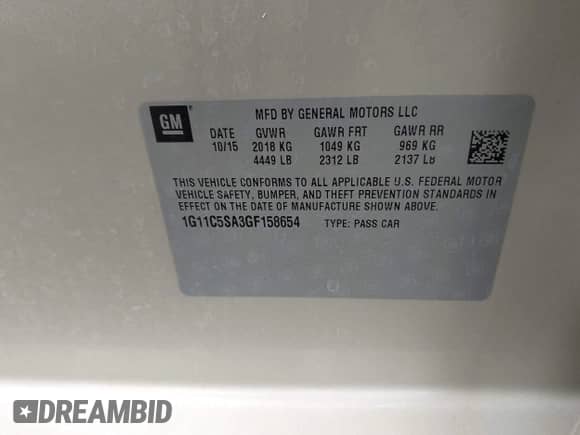 GM
MFD BY GENERAL MOTORS LLC
DATE GVWR GAWR FRT GAWR RR
10/15 2018 KG 1049 KG 969 KG
4449 LB 2312 LB 2137 LB
THIS VEHICLE CONFORMS TO ALL APPLICABLE U.S. FEDERAL MOTOR
VEHICLE SAFETY, BUMPER, AND THEFT PREVENTION STANDARDS IN
EFFECT ON THE DATE OF MANUFACTURE SHOWN ABOVE.
1G11C5SA3GF158654 TYPE: PASS CAR
DREAMBID